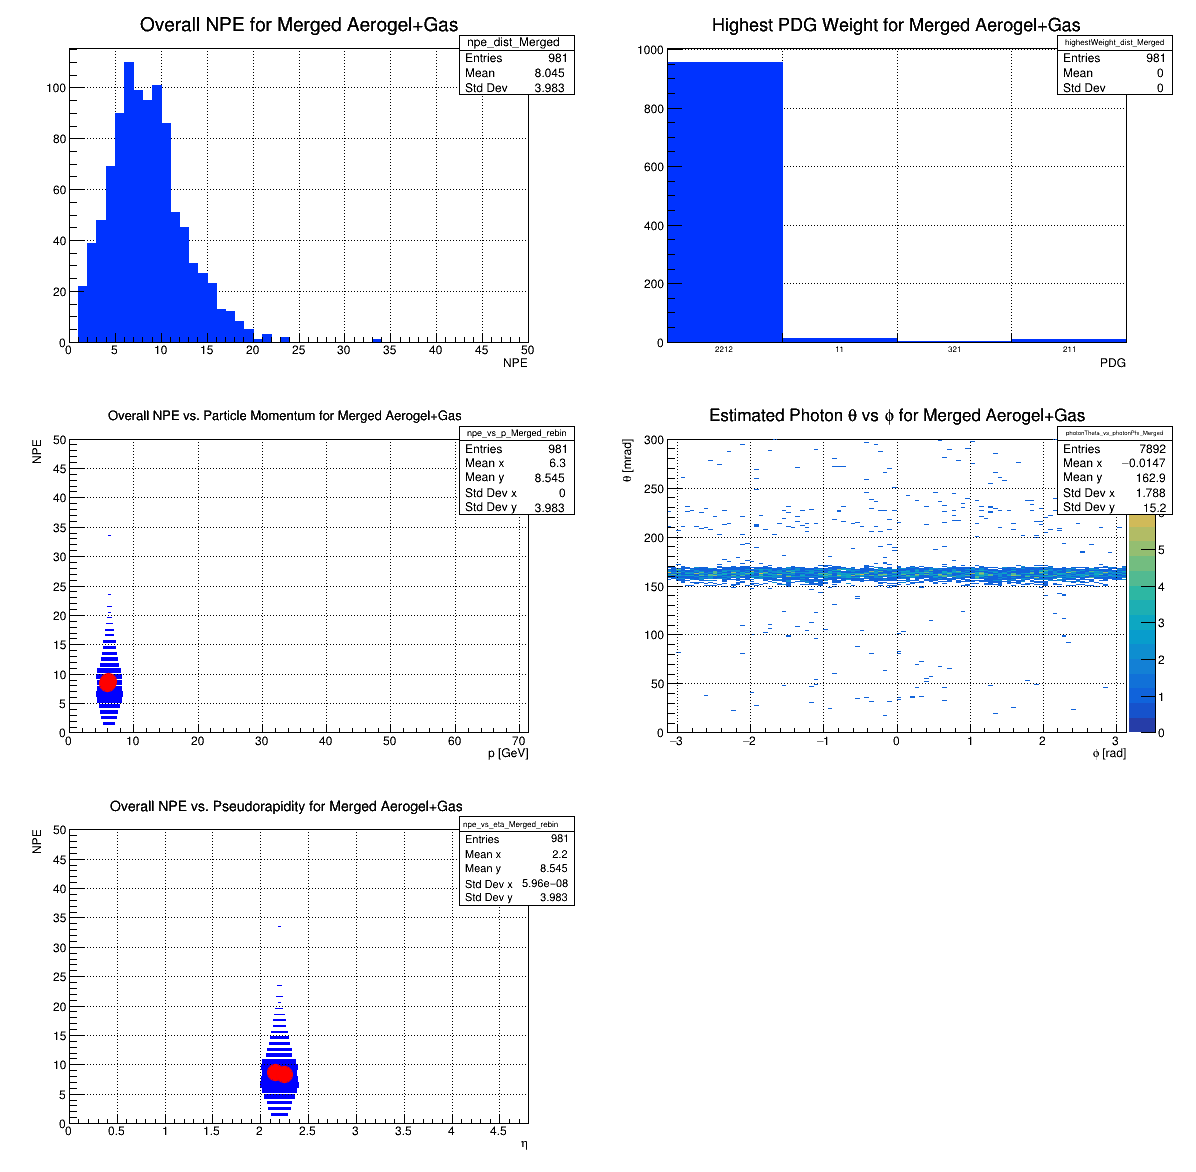 Overall NPE for Merged Aerogel+Gas
npe_dist_Merged
Entries 981
Mean 8.045
Std Dev 3.983
100
80
60
40
20
0
0 5 10 15 20 25 30 35 40 45 50
NPE
Highest PDG Weight for Merged Aerogel+Gas
highestWeight_dist_Merged
Entries 981
Mean 0
Std Dev 0
1000
800
600
400
200
0
2212 11 321 211
PDG
Overall NPE vs. Particle Momentum for Merged Aerogel+Gas
npe_vs_p_Merged_rebin
Entries 981
Mean x 6.3
Mean y 8.545
Std Dev x 0
Std Dev y 3.983
NPE
50
45
40
35
30
25
20
15
10
5
0
0 10 20 30 40 50 60 70
p [GeV]
Estimated Photon θ vs ϕ for Merged Aerogel+Gas
photonTheta_vs_photonPhi_Merged
Entries 7892
Mean x −0.0147
Mean y 162.9
Std Dev x 1.788
Std Dev y 15.2
θ [mrad]
300
250
200
150
100
50
0
−3 −2 −1 0 1 2 3
ϕ [rad]
5
4
3
2
1
0
Overall NPE vs. Pseudorapidity for Merged Aerogel+Gas
npe_vs_eta_Merged_rebin
Entries 981
Mean x 2.2
Mean y 8.545
Std Dev x 5.96e−08
Std Dev y 3.983
NPE
50
45
40
35
30
25
20
15
10
5
0
0 0.5 1 1.5 2 2.5 3 3.5 4 4.5
η